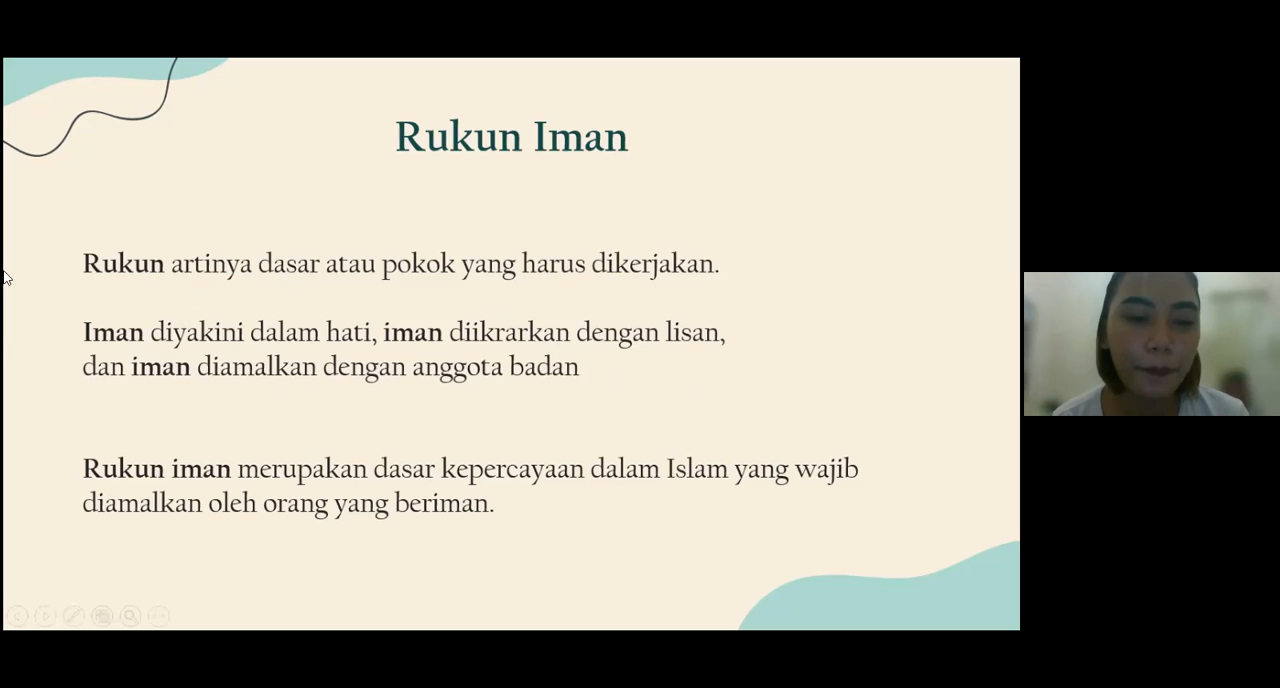 Rukun Iman
Rukun artinya dasar atau pokok yang harus dikerjakan.
Iman diyakini dalam hati, iman diikrarkan dengan lisan,
dan iman diamalkan dengan anggota badan
Rukun iman merupakan dasar kepercayaan dalam Islam yang wajib
diamalkan oleh orang yang beriman.